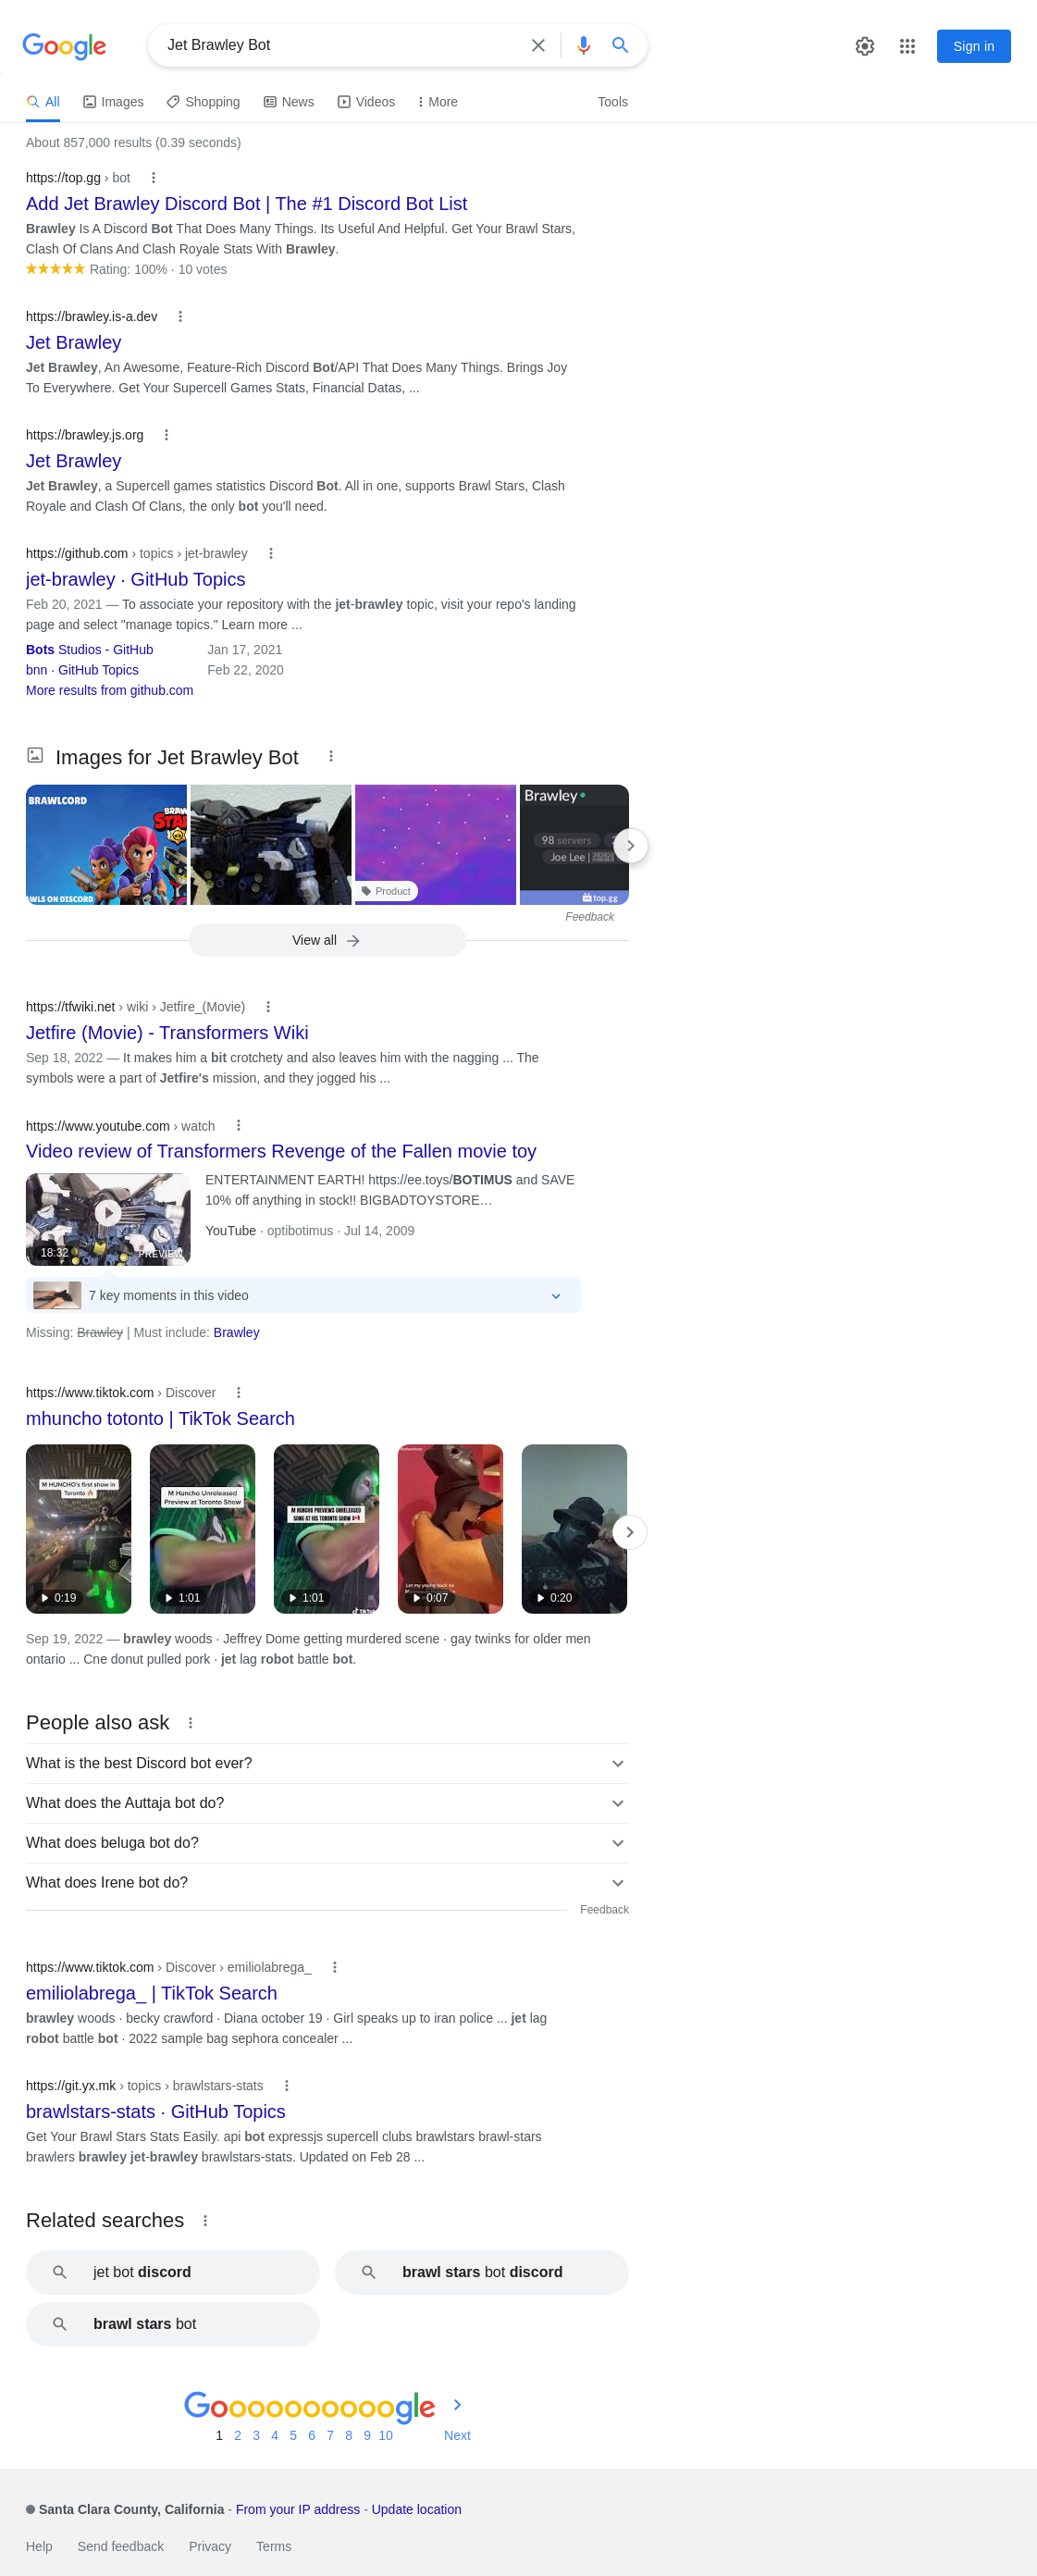 Google
Jet Brawley Bot
Sign in
All
Images
Shopping
News
Videos
More
Tools
About 857,000 results (0.39 seconds)
https://top.gg › bot
Add Jet Brawley Discord Bot | The #1 Discord Bot List
Brawley Is A Discord Bot That Does Many Things. Its Useful And Helpful. Get Your Brawl Stars,
Clash Of Clans And Clash Royale Stats With Brawley.
Rating: 100% · 10 votes
https://brawley.is-a.dev
Jet Brawley
Jet Brawley, An Awesome, Feature-Rich Discord Bot/API That Does Many Things. Brings Joy
To Everywhere. Get Your Supercell Games Stats, Financial Datas, ...
https://brawley.js.org
Jet Brawley
Jet Brawley, a Supercell games statistics Discord Bot. All in one, supports Brawl Stars, Clash
Royale and Clash Of Clans, the only bot you'll need.
https://github.com › topics › jet-brawley
jet-brawley · GitHub Topics
Feb 20, 2021 — To associate your repository with the jet-brawley topic, visit your repo's landing
page and select "manage topics." Learn more ...
Bots Studios - GitHub Jan 17, 2021
bnn · GitHub Topics Feb 22, 2020
More results from github.com
Images for Jet Brawley Bot
BRAWLCORD
AWLS ON DISCORD
Product
Brawley
98 servers
Joe Lee |
top.gg
Feedback
View all
https://tfwiki.net › wiki › Jetfire_(Movie)
Jetfire (Movie) - Transformers Wiki
Sep 18, 2022 — It makes him a bit crotchety and also leaves him with the nagging ... The
symbols were a part of Jetfire's mission, and they jogged his ...
https://www.youtube.com › watch
Video review of Transformers Revenge of the Fallen movie toy
ENTERTAINMENT EARTH! https://ee.toys/BOTIMUS and SAVE
10% off anything in stock!! BIGBADTOYSTORE…
YouTube · optibotimus · Jul 14, 2009
18:32
PREVIEW
7 key moments in this video
Missing: Brawley | Must include: Brawley
https://www.tiktok.com › Discover
mhuncho totonto | TikTok Search
M HUNCHO's first show in
Toronto 🔥
0:19
M Huncho Unreleased
Preview at Toronto Show
1:01
M HUNCHO PREVIEWS UNRELEASED
SONG AT HIS TORONTO SHOW 🇨🇦
1:01
TikTok
Let my young buck do
0:07
0:20
Sep 19, 2022 — brawley woods · Jeffrey Dome getting murdered scene · gay twinks for older men
ontario ... Cne donut pulled pork · jet lag robot battle bot.
People also ask
What is the best Discord bot ever?
What does the Auttaja bot do?
What does beluga bot do?
What does Irene bot do?
Feedback
https://www.tiktok.com › Discover › emiliolabrega_
emiliolabrega_ | TikTok Search
brawley woods · becky crawford · Diana october 19 · Girl speaks up to iran police ... jet lag
robot battle bot · 2022 sample bag sephora concealer ...
https://git.yx.mk › topics › brawlstars-stats
brawlstars-stats · GitHub Topics
Get Your Brawl Stars Stats Easily. api bot expressjs supercell clubs brawlstars brawl-stars
brawlers brawley jet-brawley brawlstars-stats. Updated on Feb 28 ...
Related searches
jet bot discord
brawl stars bot discord
brawl stars bot
Goooooooooogle
1 2 3 4 5 6 7 8 9 10 Next
Santa Clara County, California - From your IP address - Update location
Help Send feedback Privacy Terms